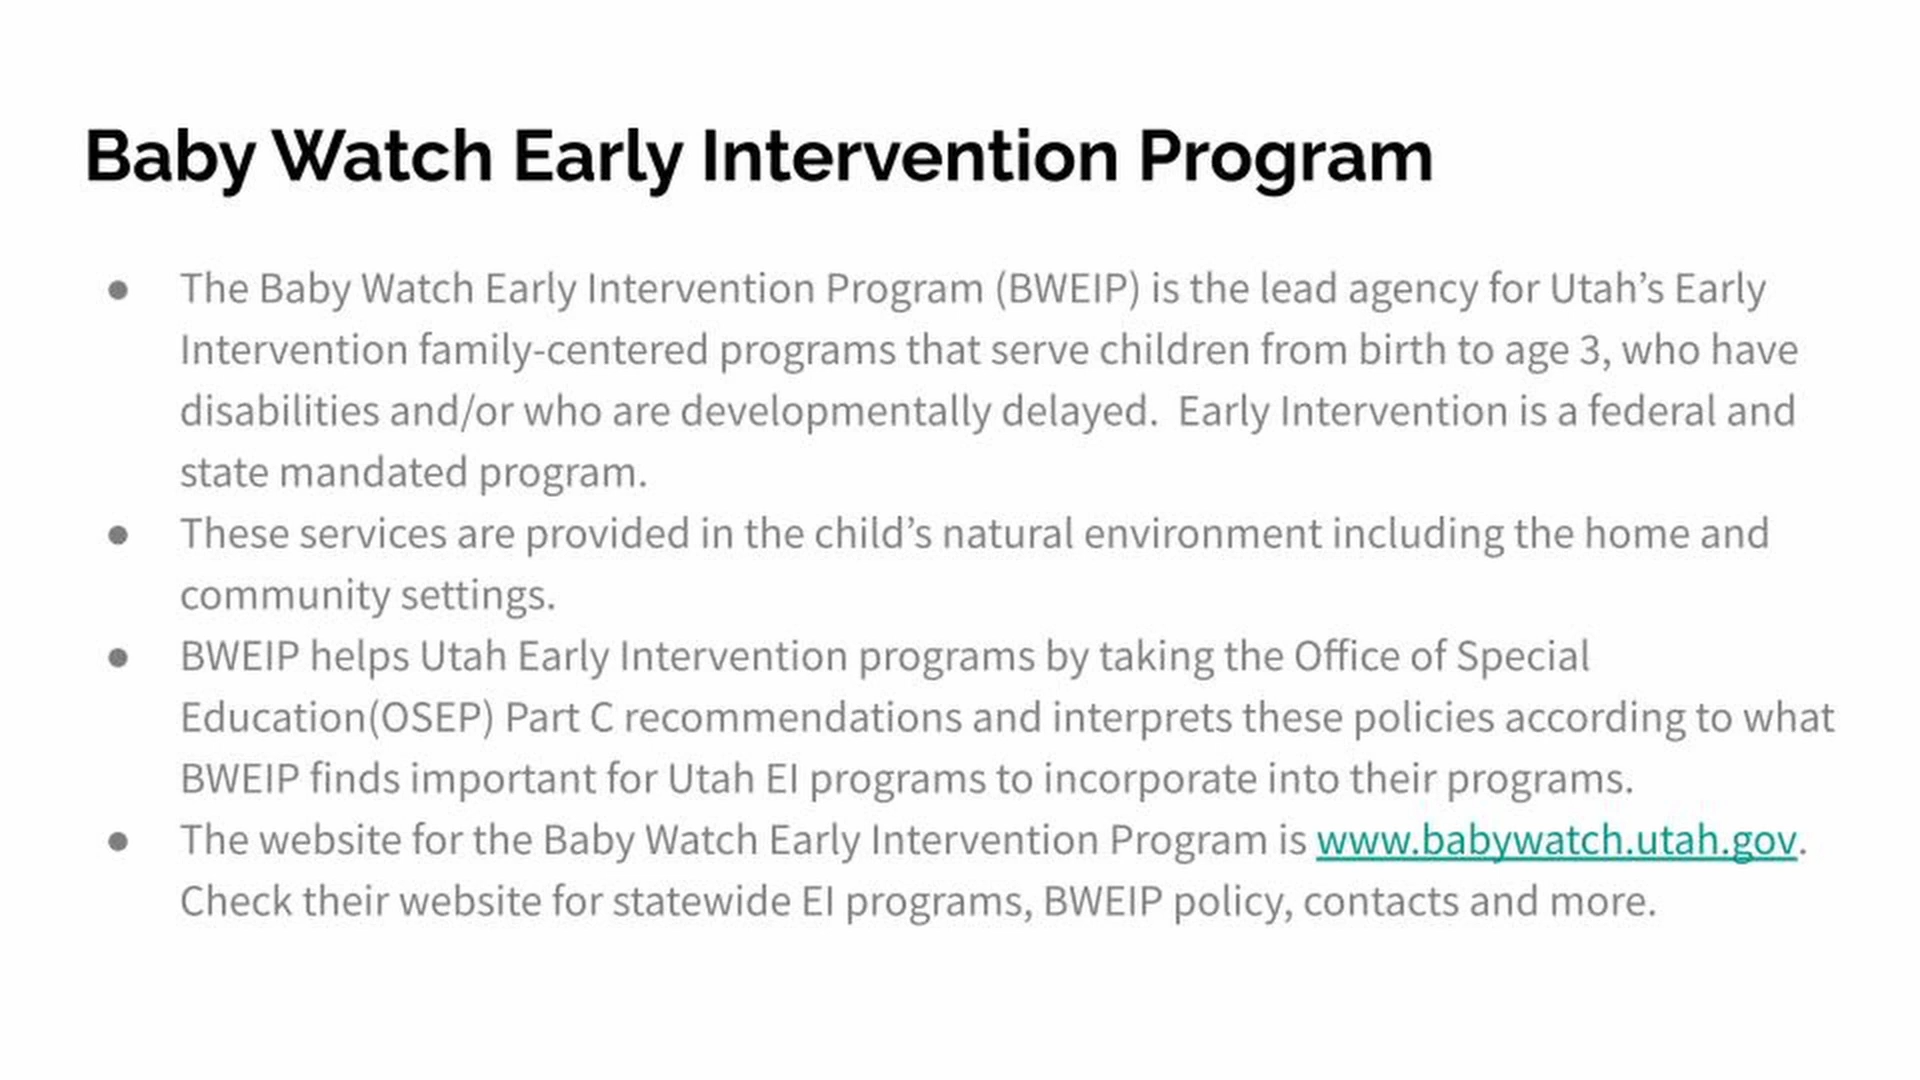 Baby Watch Early Intervention Program
● The Baby Watch Early Intervention Program (BWEIP) is the lead agency for Utah’s Early
Intervention family-centered programs that serve children from birth to age 3, who have
disabilities and/or who are developmentally delayed.  Early Intervention is a federal and
state mandated program.
● These services are provided in the child’s natural environment including the home and
community settings.
● BWEIP helps Utah Early Intervention programs by taking the Office of Special
Education(OSEP) Part C recommendations and interprets these policies according to what
BWEIP finds important for Utah EI programs to incorporate into their programs.
● The website for the Baby Watch Early Intervention Program is www.babywatch.utah.gov.
Check their website for statewide EI programs, BWEIP policy, contacts and more.